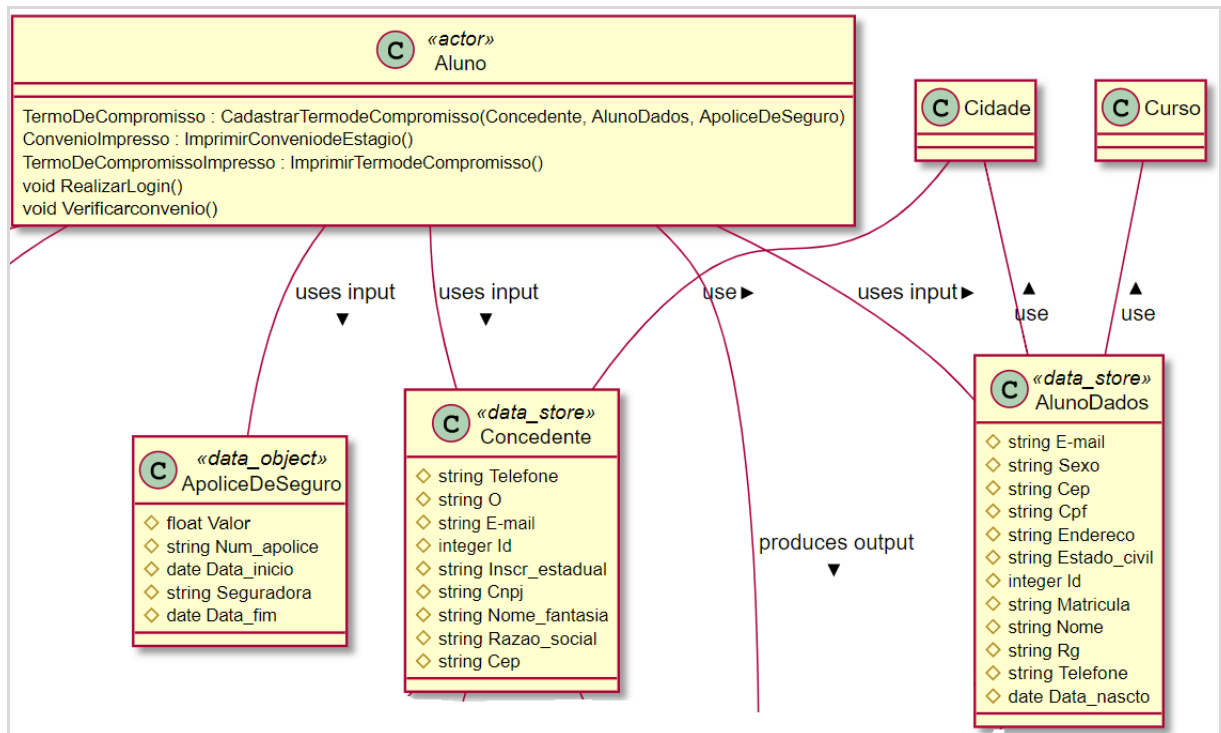 C «actor»
Aluno
TermoDeCompromisso : CadastrarTermodeCompromisso(Concedente, AlunoDados, ApoliceDeSeguro)
ConvenioImpresso : ImprimirConveniodeEstagio()
TermoDeCompromissoImpresso : ImprimirTermodeCompromisso()
void RealizarLogin()
void Verificarconvenio()
C Cidade
C Curso
uses input ▼
uses input ▼
use ►
uses input ►
▲ use
▲ use
C «data_object»
ApoliceDeSeguro
float Valor
string Num_apolice
date Data_inicio
string Seguradora
date Data_fim
C «data_store»
Concedente
string Telefone
string O
string E-mail
integer Id
string Inscr_estadual
string Cnpj
string Nome_fantasia
string Razao_social
string Cep
produces output ▼
C «data_store»
AlunoDados
string E-mail
string Sexo
string Cep
string Cpf
string Endereco
string Estado_civil
integer Id
string Matricula
string Nome
string Rg
string Telefone
date Data_nascto